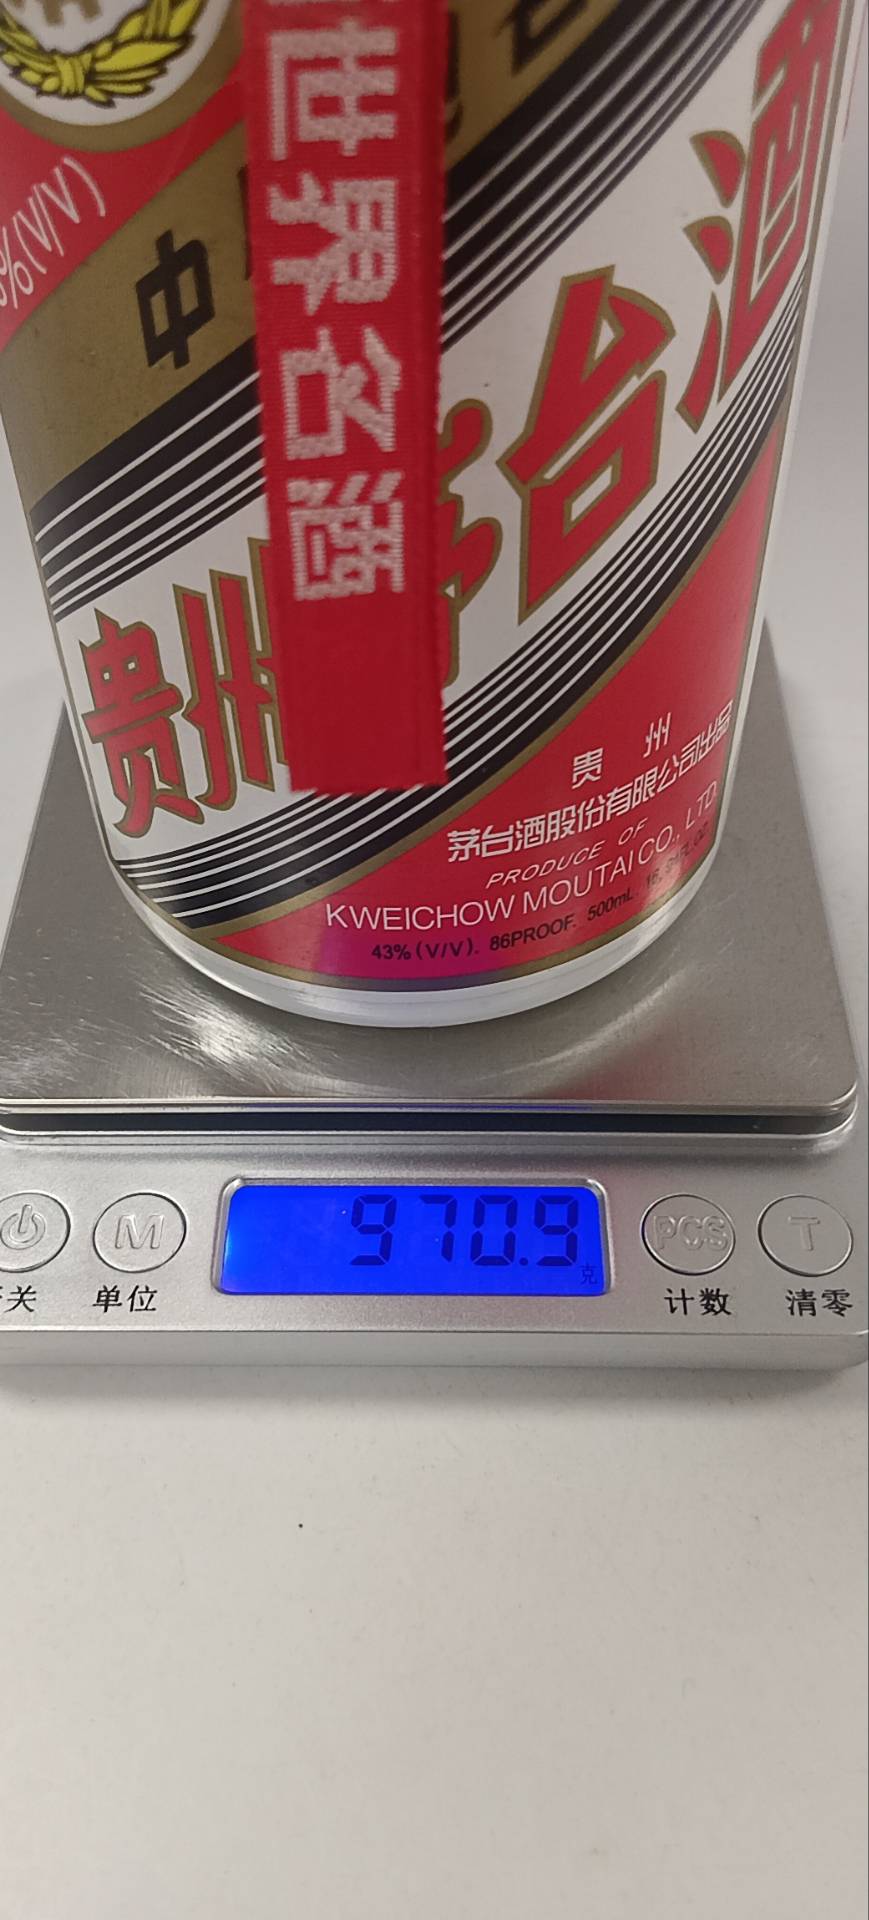 世界名酒
%(V/V)
中
贵州茅台酒
贵州
茅台酒股份有限公司出品
PRODUCE OF
KWEICHOW MOUTAI CO., LTD.
43%(V/V). 86PROOF. 500mL.
970.9
克
M
PCS
T
关
单位
计数
清零